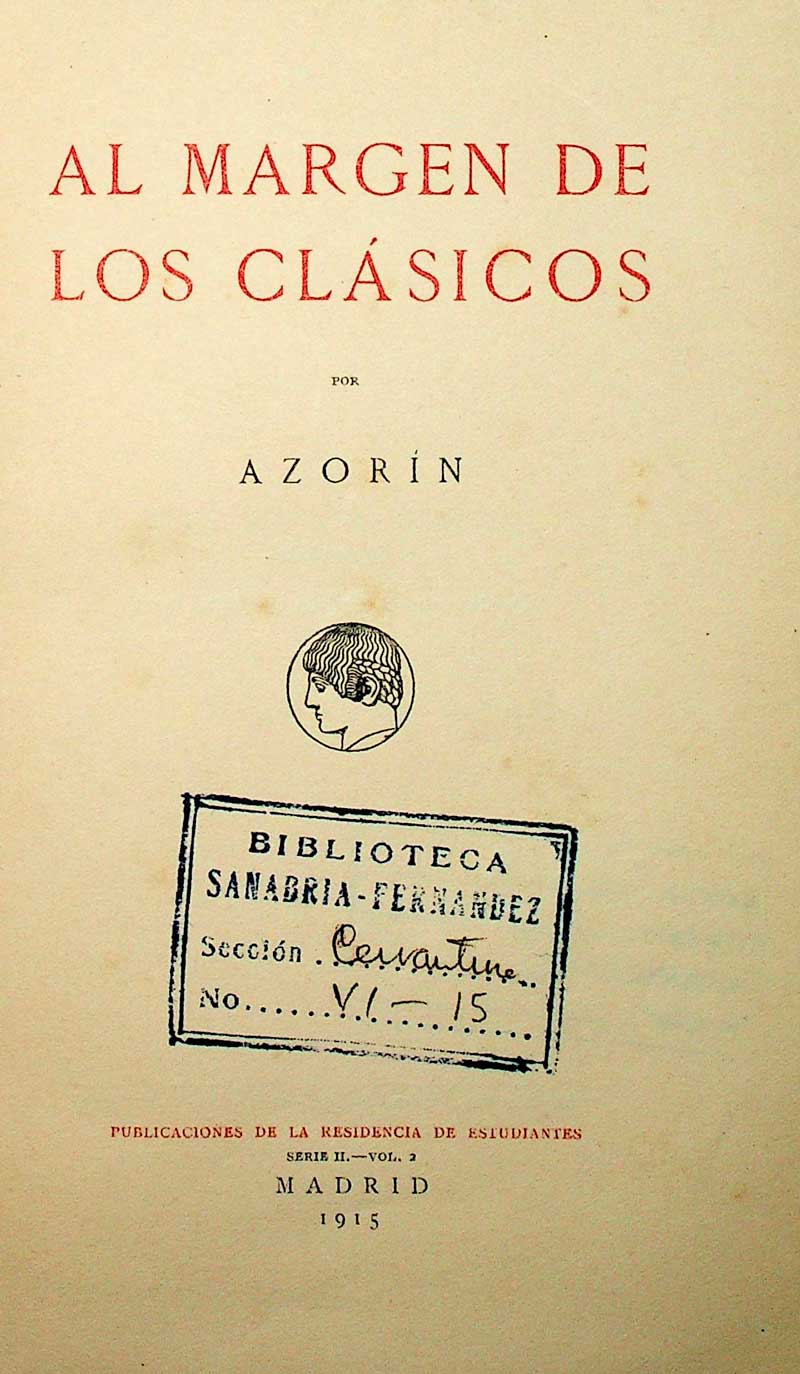 AL MARGEN DE
LOS CLÁSICOS
POR
AZORÍN
BIBLIOTECA
SANABRIA-FERNANDEZ
Sección. Cervantina
No. VI-15
PUBLICACIONES DE LA RESIDENCIA DE ESTUDIANTES
SERIE II.—VOL. 2
MADRID
1915